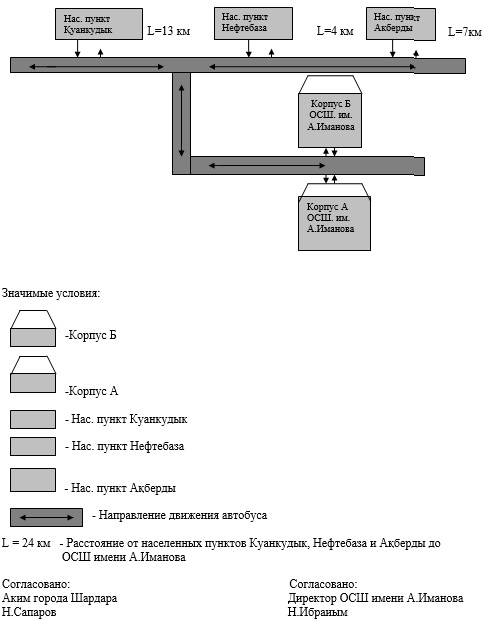 Нас. пункт
Куанкудык
L=13 км
Нас. пункт
Нефтебаза
L=4 км
Нас. пункт
Акберды
L=7км
Корпус Б
ОСШ. им.
А.Иманова
Корпус А
ОСШ. им.
А.Иманова
Значимые условия:
-Корпус Б
-Корпус А
- Нас. пункт Куанкудык
- Нас. пункт Нефтебаза
- Нас. пункт Ақберды
- Направление движения автобуса
L = 24 км - Расстояние от населенных пунктов Куанкудык, Нефтебаза и Ақберды до
ОСШ имени А.Иманова
Согласовано:
Аким города Шардара
Н.Сапаров
Согласовано:
Директор ОСШ имени А.Иманова
Н.Ибраиым